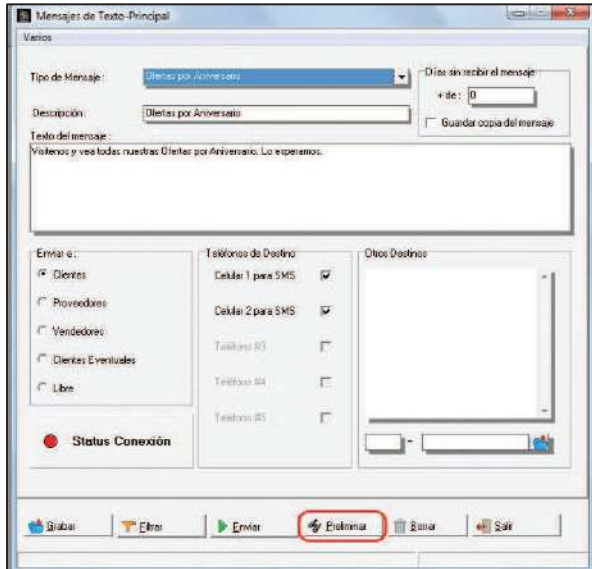 Mensajes de Texto-Principal
Varios
Tipo de Mensaje :
Ofertas por Aniversario
Días sin recibir el mensaje
+ de :
0
Descripción :
Ofertas por Aniversario
Guardar copia del mensaje
Texto del mensaje :
Visítenos y vea todas nuestras Ofertas por Aniversario. Lo esperamos.
Enviar a :
Clientes
Proveedores
Vendedores
Clientes Eventuales
Libre
Teléfonos de Destino
Celular 1 para SMS
Celular 2 para SMS
Teléfono #3
Teléfono #4
Teléfono #5
Otros Destinos
-
Status Conexión
Grabar
Filtrar
Enviar
Preliminar
Borrar
Salir